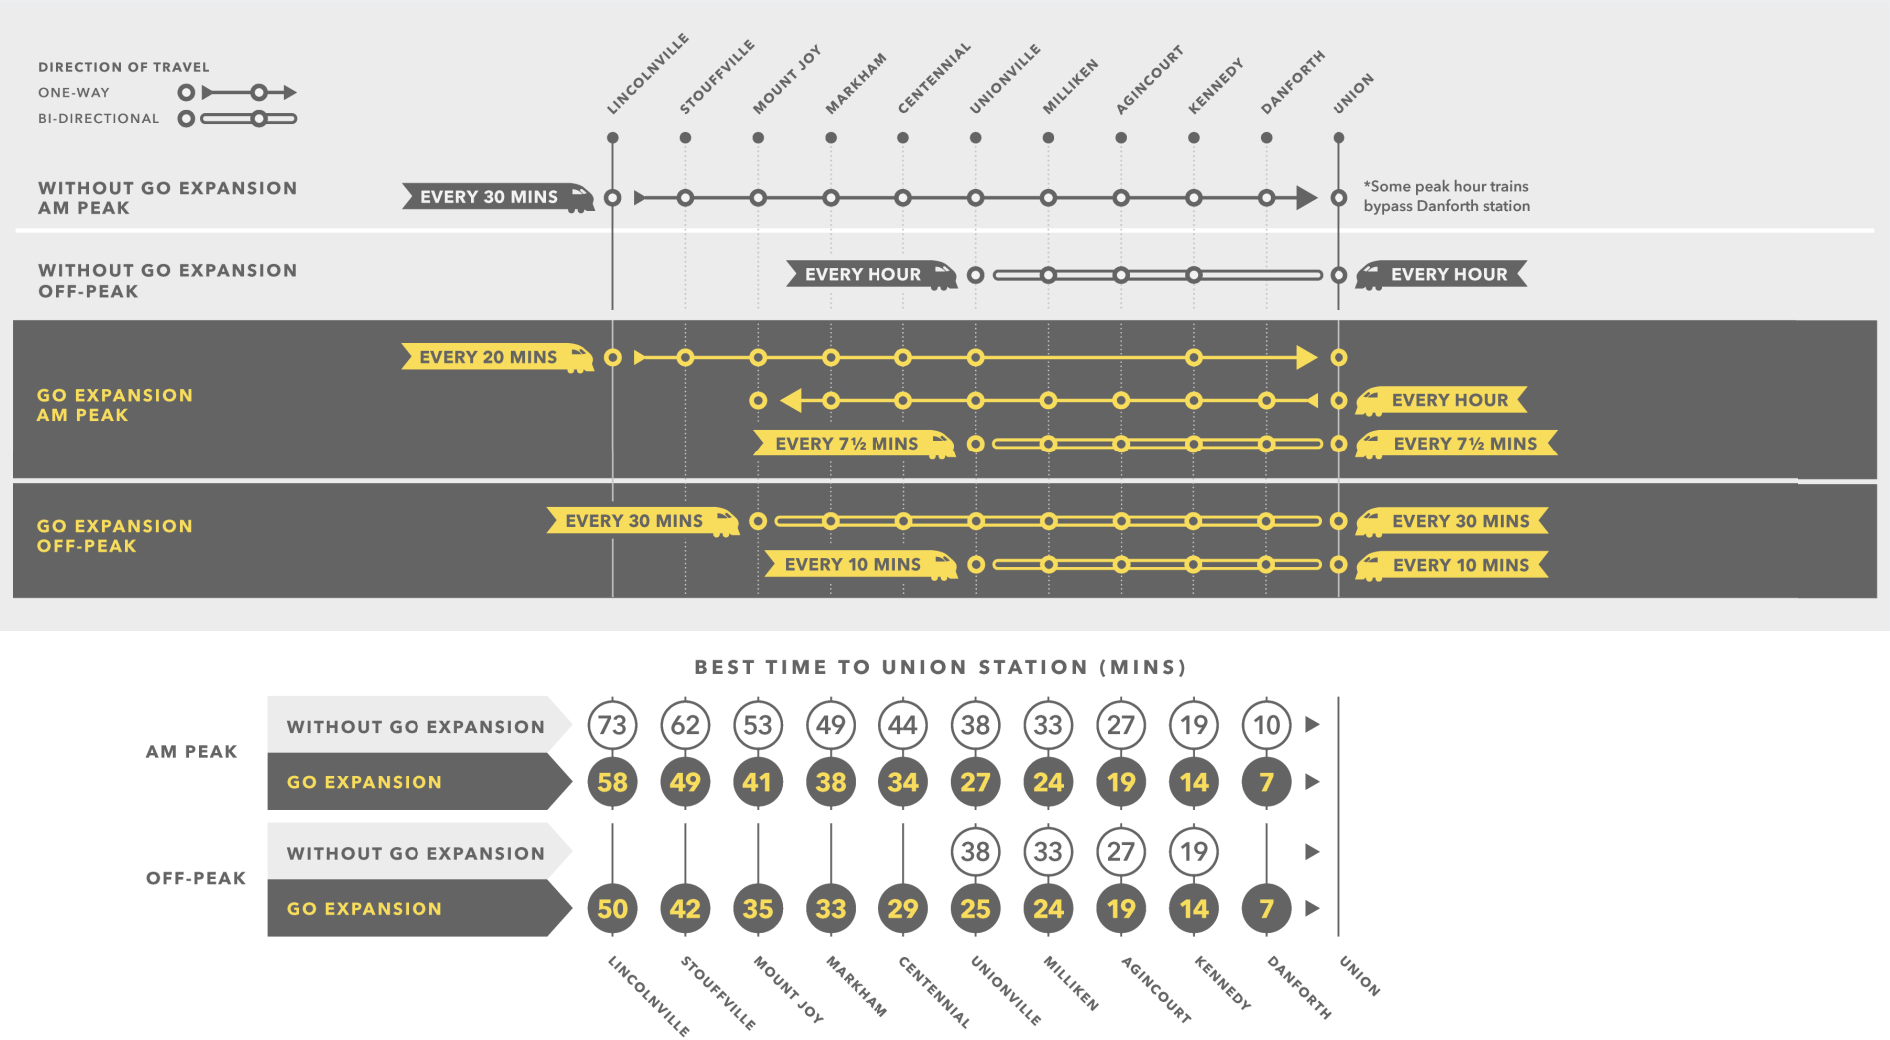 DIRECTION OF TRAVEL
ONE-WAY
BI-DIRECTIONAL
LINCOLNVILLE
STOUFFVILLE
MOUNT JOY
MARKHAM
CENTENNIAL
UNIONVILLE
MILLIKEN
AGINCOURT
KENNEDY
DANFORTH
UNION
WITHOUT GO EXPANSION
AM PEAK
EVERY 30 MINS
*Some peak hour trains
bypass Danforth station
WITHOUT GO EXPANSION
OFF-PEAK
EVERY HOUR
EVERY HOUR
GO EXPANSION
AM PEAK
EVERY 20 MINS
EVERY HOUR
EVERY 7½ MINS
EVERY 7½ MINS
GO EXPANSION
OFF-PEAK
EVERY 30 MINS
EVERY 30 MINS
EVERY 10 MINS
EVERY 10 MINS
BEST TIME TO UNION STATION (MINS)
AM PEAK
WITHOUT GO EXPANSION 73 62 53 49 44 38 33 27 19 10
GO EXPANSION 58 49 41 38 34 27 24 19 14 7
OFF-PEAK
WITHOUT GO EXPANSION 38 33 27 19
GO EXPANSION 50 42 35 33 29 25 24 19 14 7
LINCOLNVILLE
STOUFFVILLE
MOUNT JOY
MARKHAM
CENTENNIAL
UNIONVILLE
MILLIKEN
AGINCOURT
KENNEDY
DANFORTH
UNION